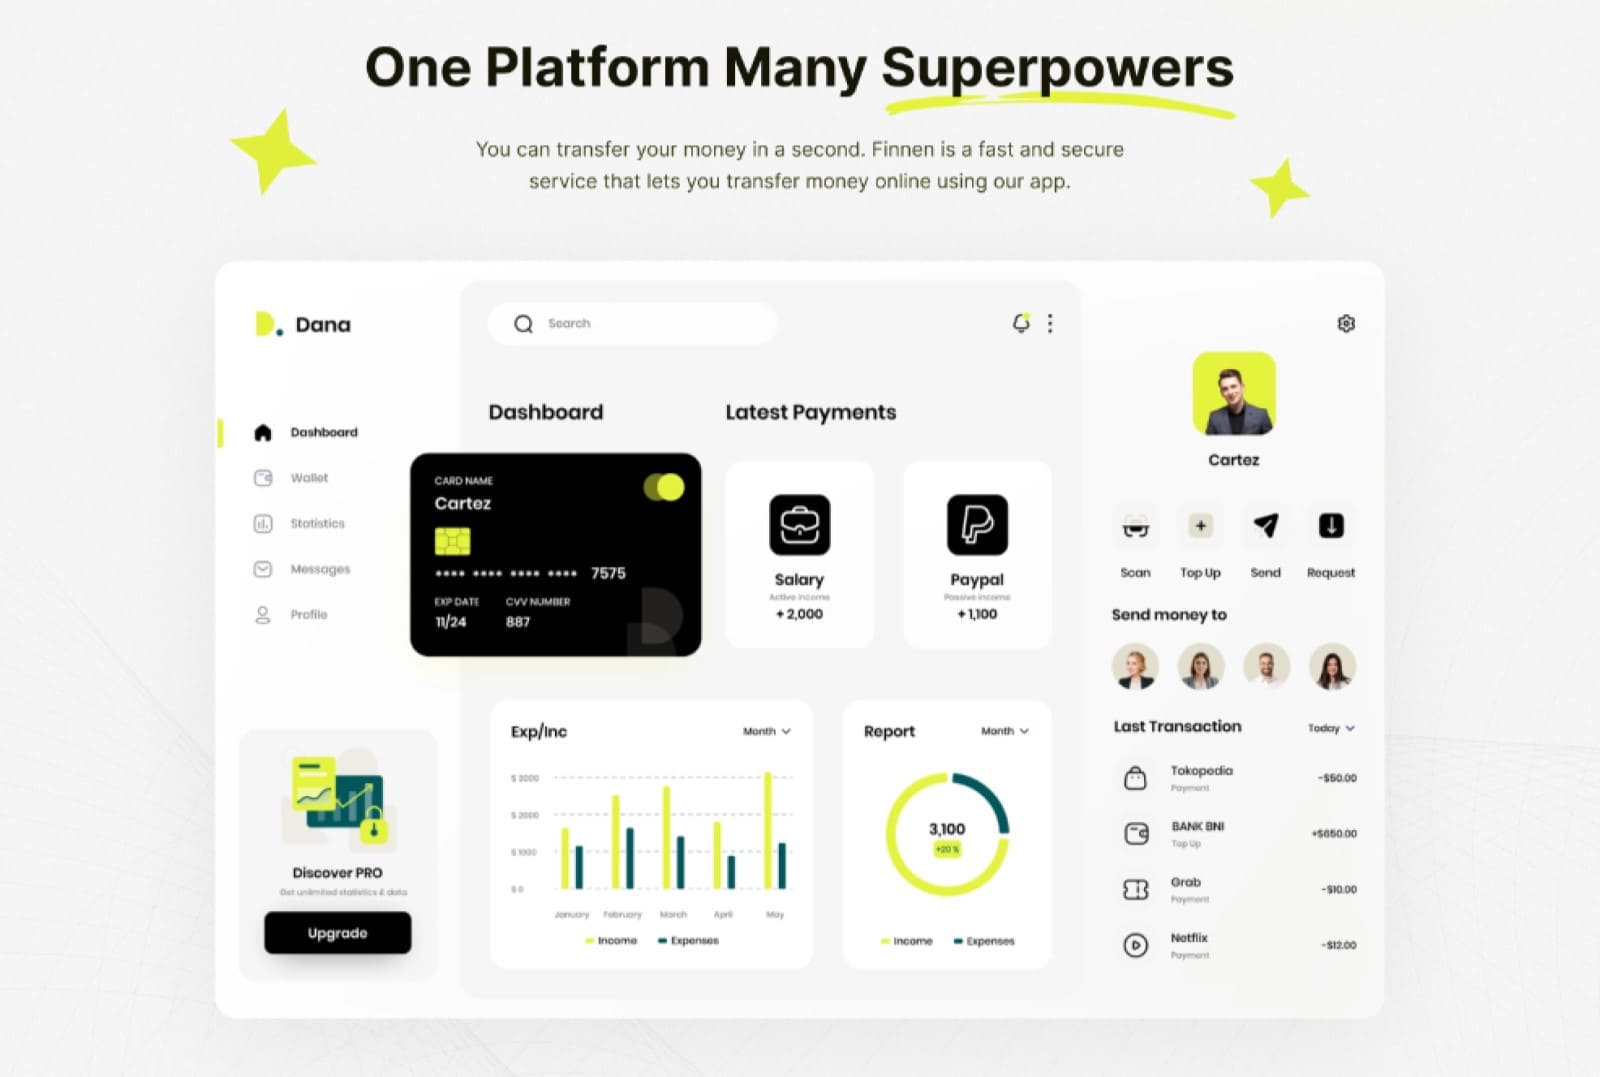 One Platform Many Superpowers
You can transfer your money in a second. Finnen is a fast and secure
service that lets you transfer money online using our app.
D. Dana
Search
Dashboard
Wallet
Statistics
Messages
Profile
Discover PRO
Get unlimited statistics & data
Upgrade
Dashboard
CARD NAME
Cartez
**** **** **** **** 7575
EXP DATE CVV NUMBER
11/24 887
Latest Payments
Salary
Active income
+2,000
Paypal
Passive income
+1,100
Exp/Inc Month
$ 3000
$ 2000
$ 1000
$ 0
January February March April May
Income Expenses
Report Month
3,100
+20 %
Income Expenses
Cartez
Scan Top Up Send Request
Send money to
Last Transaction Today
Tokopedia -$50.00
Payment
BANK BNI +$650.00
Top Up
Grab -$10.00
Payment
Netflix -$12.00
Payment